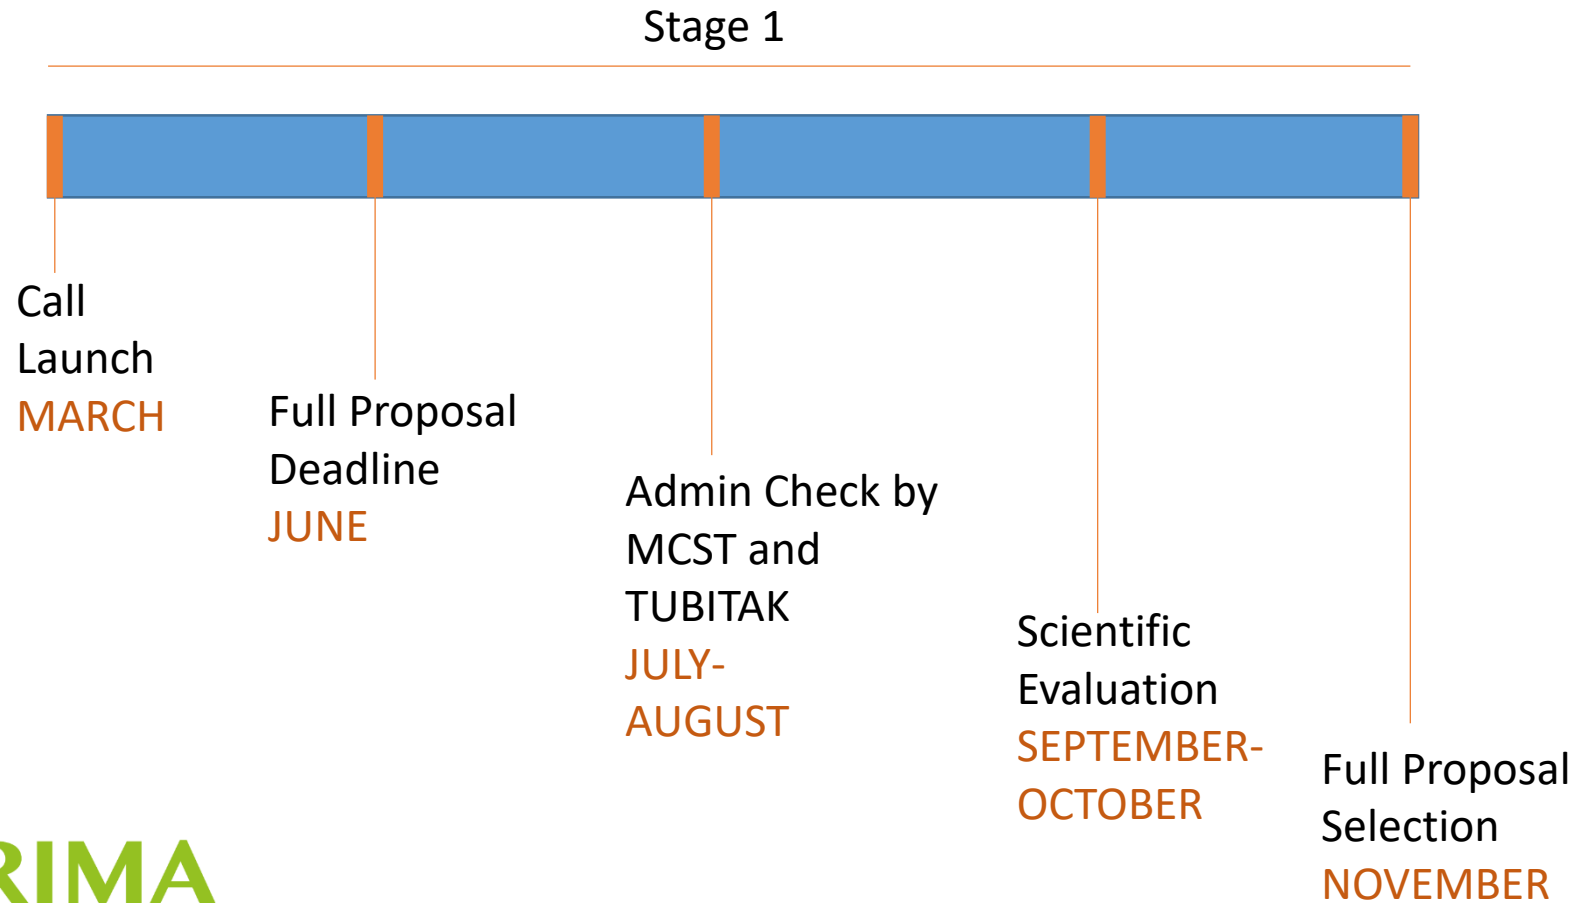 Stage 1
Call
Launch
MARCH
Full Proposal
Deadline
JUNE
Admin Check by
MCST and
TUBITAK
JULY-
AUGUST
Scientific
Evaluation
SEPTEMBER-
OCTOBER
Full Proposal
Selection
NOVEMBER
RIMA